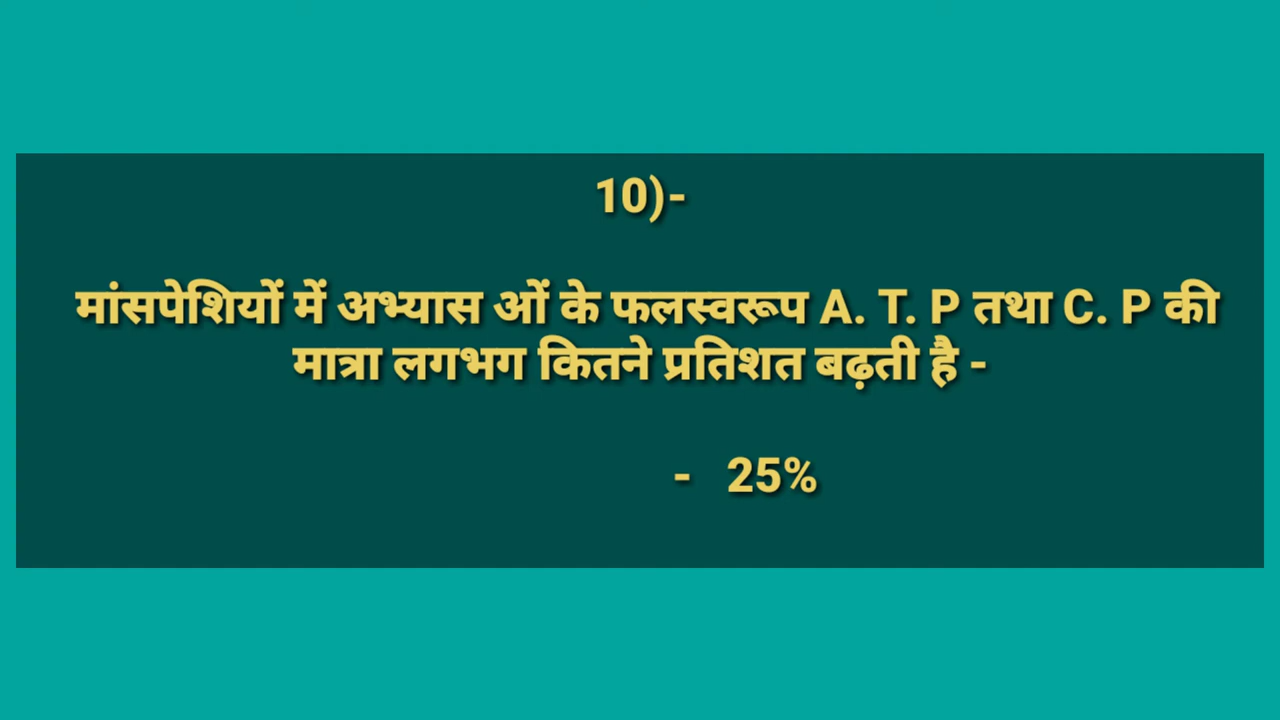 10)-
मांसपेशियों में अभ्यास ओं के फलस्वरूप A. T. P तथा C. P की
मात्रा लगभग कितने प्रतिशत बढ़ती है -
- 25%